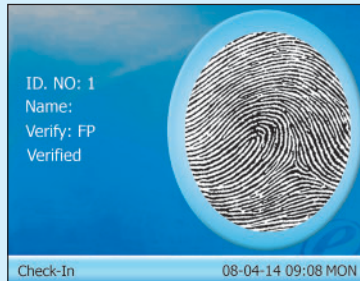 ID. NO: 1
Name:
Verify: FP
Verified
Check-In 08-04-14 09:08 MON